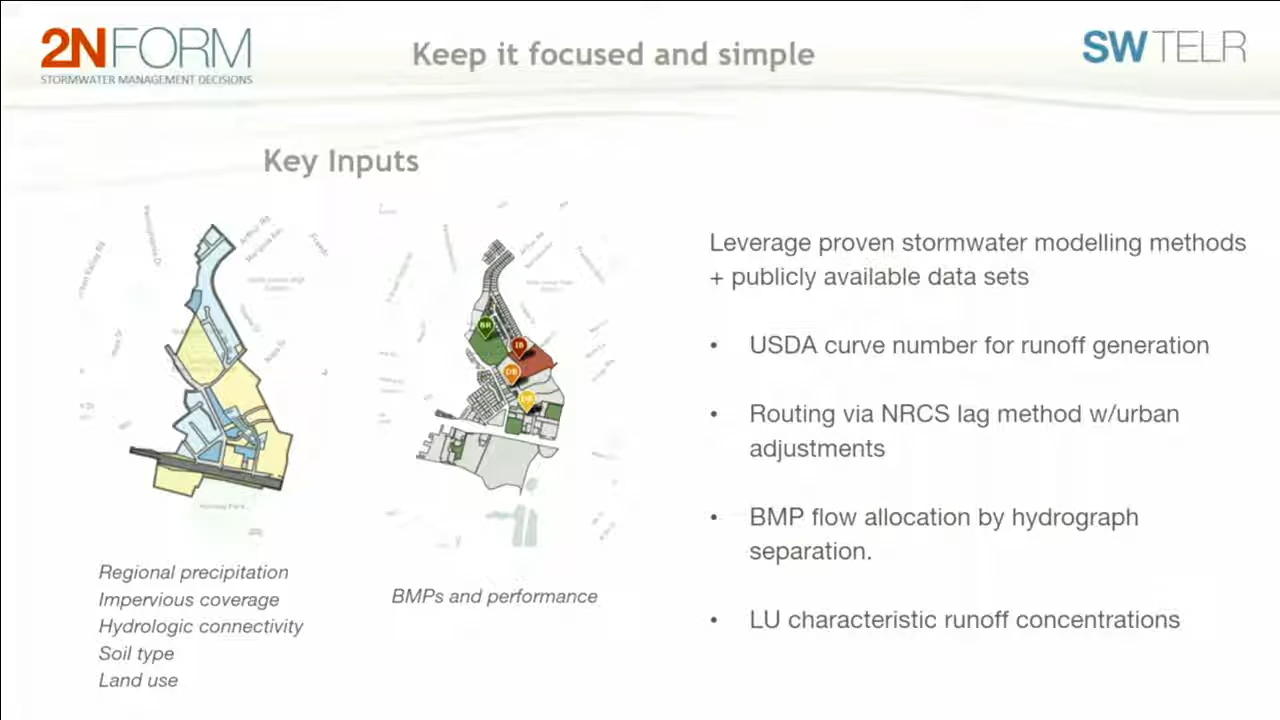 2NFORM
STORMWATER MANAGEMENT DECISIONS
Keep it focused and simple
SWTELR
Key Inputs
BR
IB
DB
Regional precipitation
Impervious coverage
Hydrologic connectivity
Soil type
Land use
BMPs and performance
Leverage proven stormwater modelling methods
+ publicly available data sets
• USDA curve number for runoff generation
• Routing via NRCS lag method w/urban
adjustments
• BMP flow allocation by hydrograph
separation.
• LU characteristic runoff concentrations